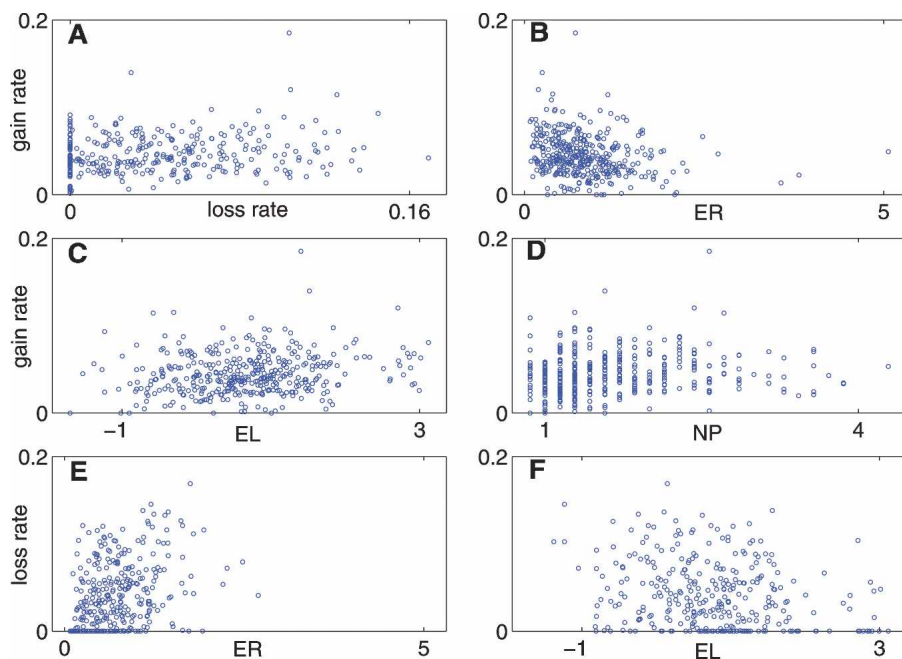 0.2 A 0.2 B
gain rate
0 0
0 loss rate 0.16 0 ER 5
0.2 C 0.2 D
gain rate
0 0
−1 EL 3 1 NP 4
0.2 E 0.2 F
loss rate
0 0
0 ER 5 −1 EL 3